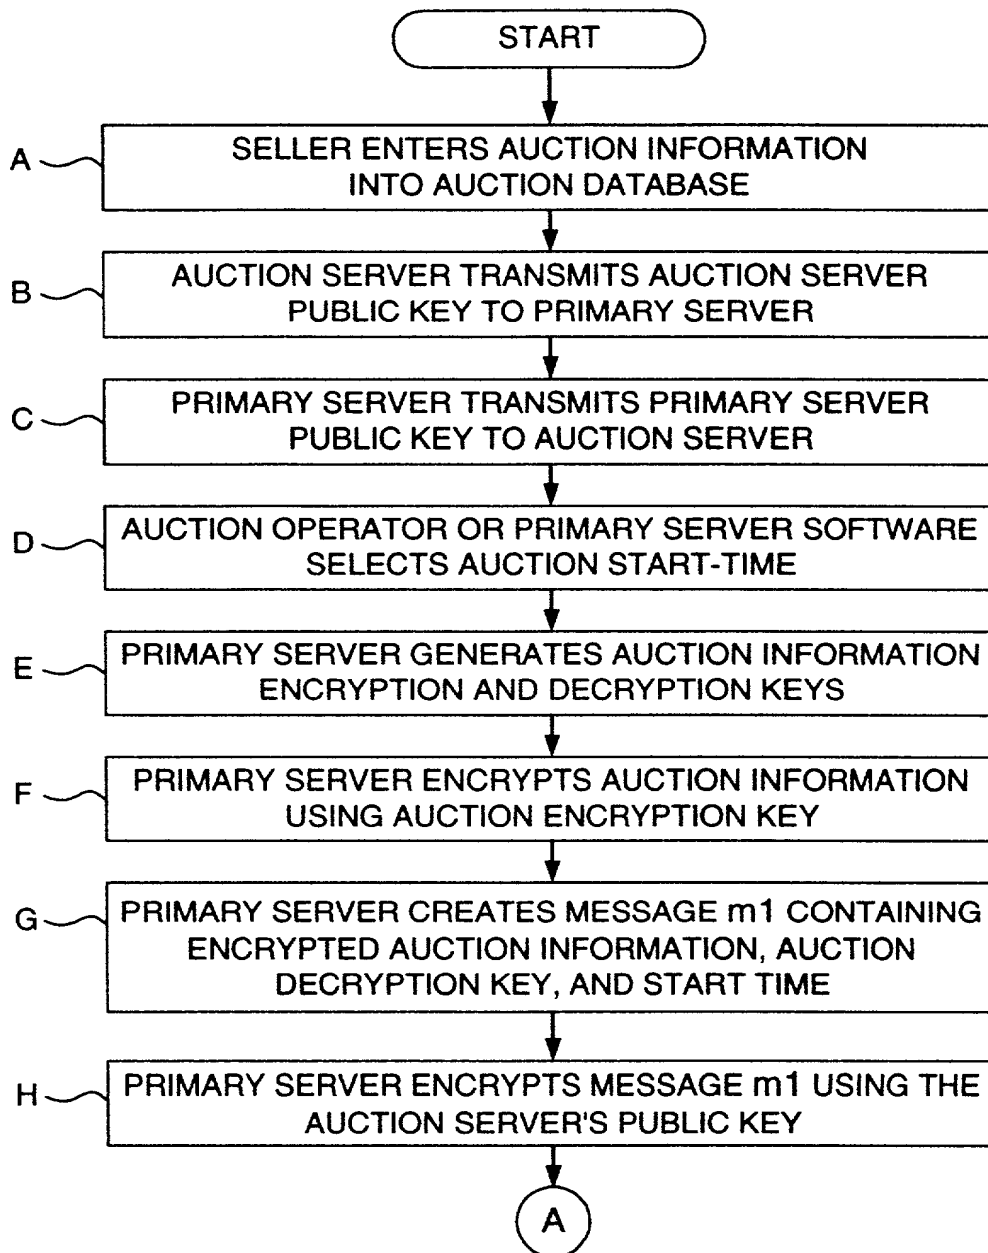 START
A
SELLER ENTERS AUCTION INFORMATION
INTO AUCTION DATABASE
B
AUCTION SERVER TRANSMITS AUCTION SERVER
PUBLIC KEY TO PRIMARY SERVER
C
PRIMARY SERVER TRANSMITS PRIMARY SERVER
PUBLIC KEY TO AUCTION SERVER
D
AUCTION OPERATOR OR PRIMARY SERVER SOFTWARE
SELECTS AUCTION START-TIME
E
PRIMARY SERVER GENERATES AUCTION INFORMATION
ENCRYPTION AND DECRYPTION KEYS
F
PRIMARY SERVER ENCRYPTS AUCTION INFORMATION
USING AUCTION ENCRYPTION KEY
G
PRIMARY SERVER CREATES MESSAGE m1 CONTAINING
ENCRYPTED AUCTION INFORMATION, AUCTION
DECRYPTION KEY, AND START TIME
H
PRIMARY SERVER ENCRYPTS MESSAGE m1 USING THE
AUCTION SERVER'S PUBLIC KEY
A